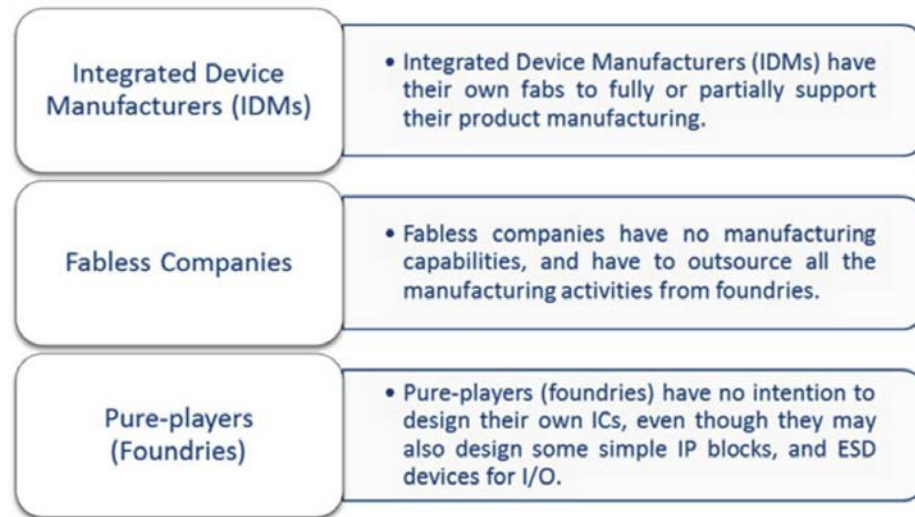 Integrated Device
Manufacturers (IDMs)
• Integrated Device Manufacturers (IDMs) have
their own fabs to fully or partially support
their product manufacturing.
Fabless Companies
• Fabless companies have no manufacturing
capabilities, and have to outsource all the
manufacturing activities from foundries.
Pure-players
(Foundries)
• Pure-players (foundries) have no intention to
design their own ICs, even though they may
also design some simple IP blocks, and ESD
devices for I/O.